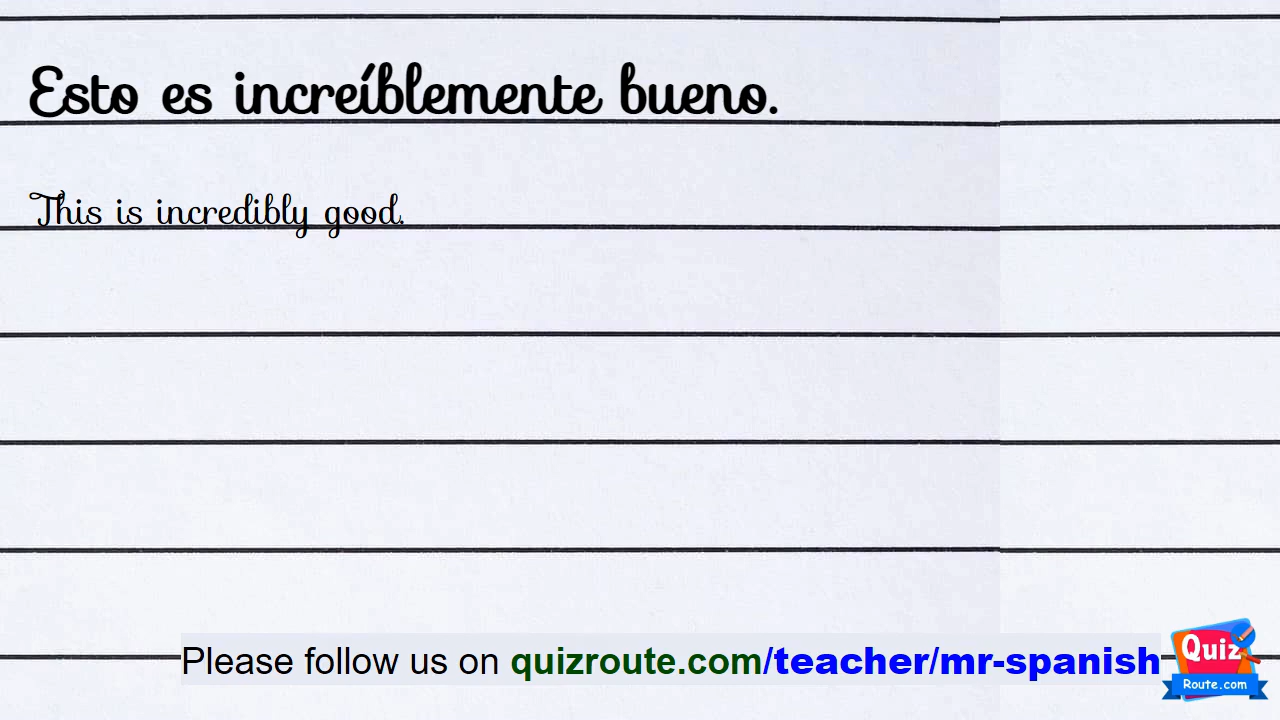 Esto es increíblemente bueno.
This is incredibly good.
Please follow us on quizroute.com/teacher/mr-spanish
Quiz
Route.com